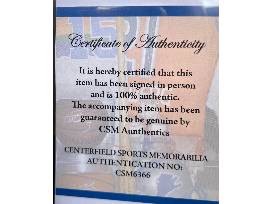 Certificate of Authenticity
It is hereby certified that this
item has been signed in person
and is 100% authentic.
The accompanying item has been
guaranteed to be genuine by
CSM Aunthentics
CENTERFIELD SPORTS MEMORABILIA
AUTHENTICATION NO:
CSM6366